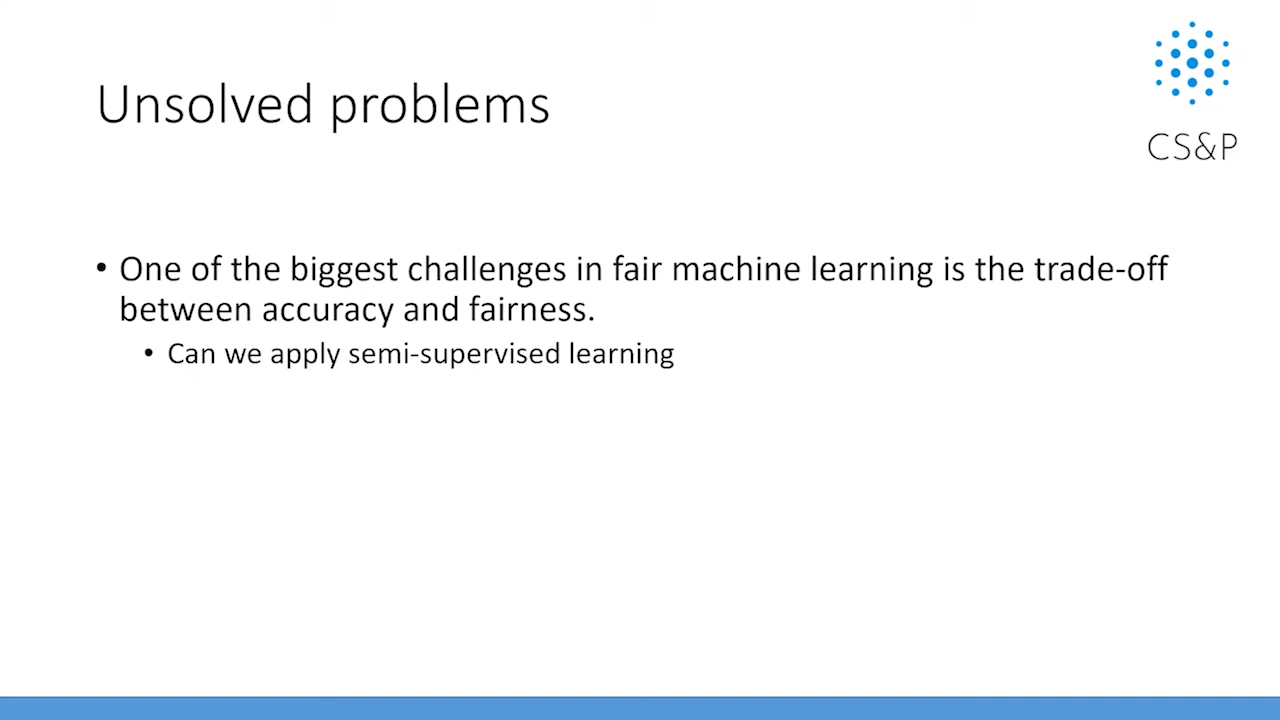 Unsolved problems
CS&P
• One of the biggest challenges in fair machine learning is the trade-off
between accuracy and fairness.
• Can we apply semi-supervised learning